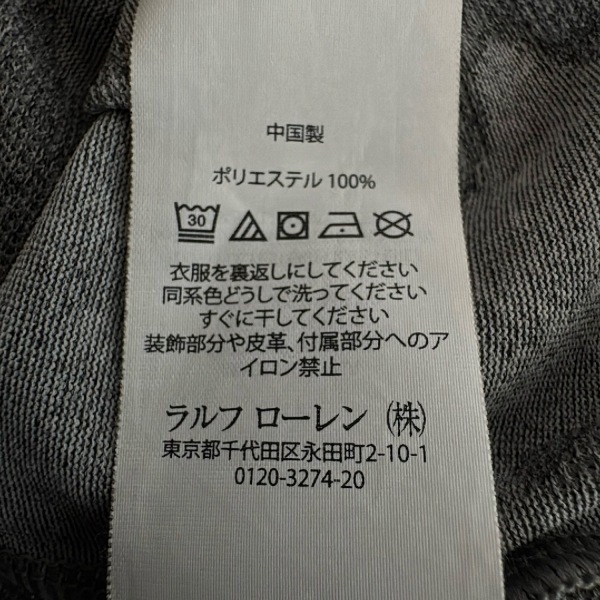 中国製
ポリエステル 100%
30
衣服を裏返しにしてください
同系色どうしで洗ってください
すぐに干してください
装飾部分や皮革、付属部分へのア
イロン禁止
ラルフ ローレン (株)
東京都千代田区永田町2-10-1
0120-3274-20